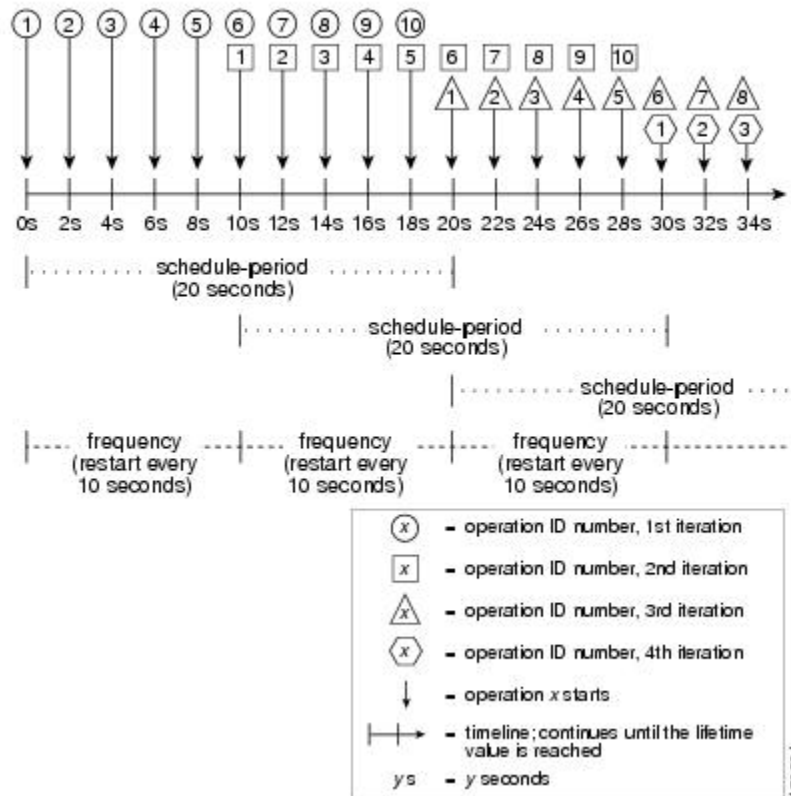 1 2 3 4 5 6 7 8 9 10
1 2 3 4 5 6 7 8 9 10
1 2 3 4 5 6 7 8
1 2 3
0s 2s 4s 6s 8s 10s 12s 14s 16s 18s 20s 22s 24s 26s 28s 30s 32s 34s
schedule-period
(20 seconds)
schedule-period
(20 seconds)
schedule-period
(20 seconds)
frequency
(restart every
10 seconds)
frequency
(restart every
10 seconds)
frequency
(restart every
10 seconds)
x = operation ID number, 1st iteration
x = operation ID number, 2nd iteration
x = operation ID number, 3rd iteration
x = operation ID number, 4th iteration
= operation x starts
= timeline; continues until the lifetime
value is reached
y s = y seconds